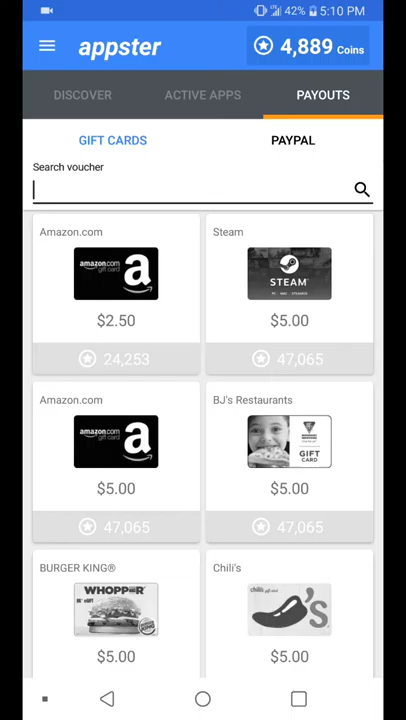 42% 5:10 PM
appster
4,889 Coins
DISCOVER ACTIVE APPS PAYOUTS
GIFT CARDS PAYPAL
Search voucher
Amazon.com Steam
amazon.com a STEAM
gift card
$2.50 $5.00
24,253 47,065
Amazon.com BJ's Restaurants
amazon.com a GIFT
gift card CARD
$5.00 $5.00
47,065 47,065
BURGER KING® Chili's
WHOPPER
$5.00 $5.00